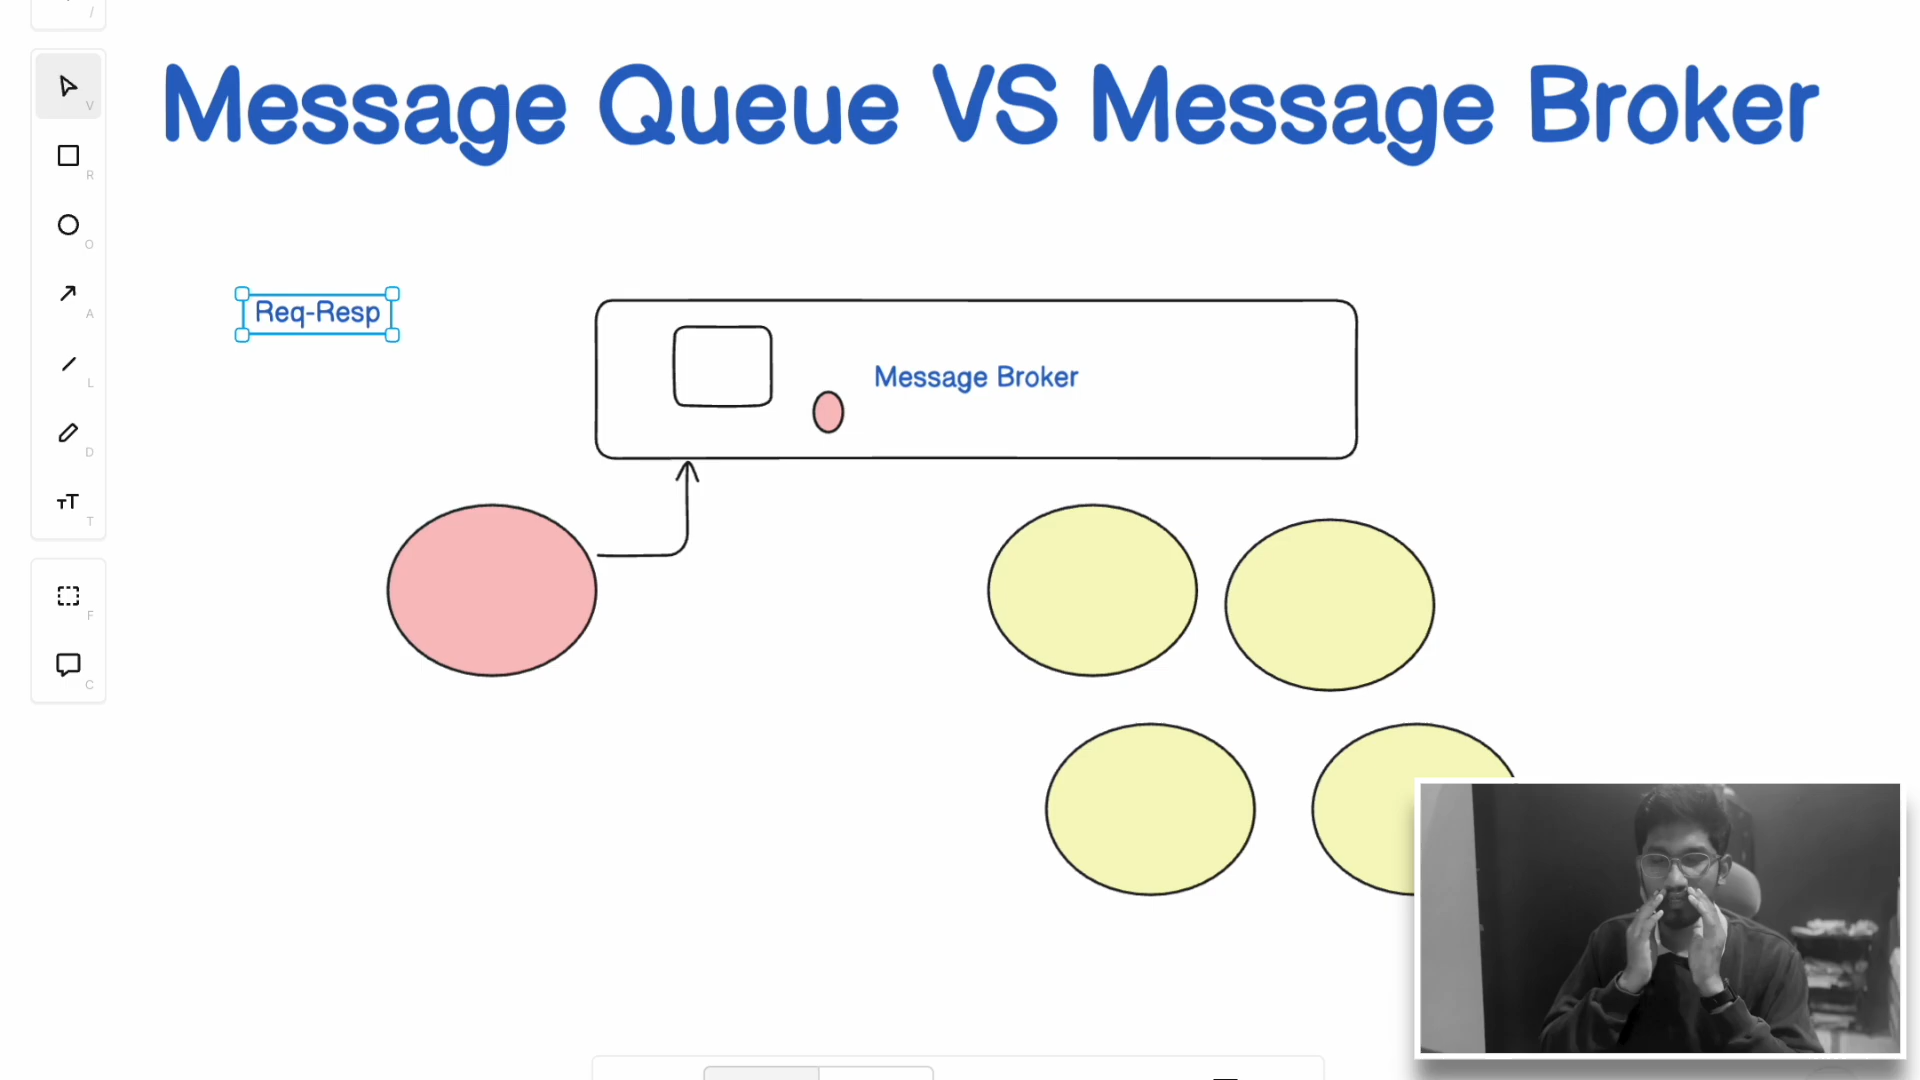 /
Message Queue VS Message Broker
V
R
O
A
L
D
T
F
C
Req-Resp
Message Broker